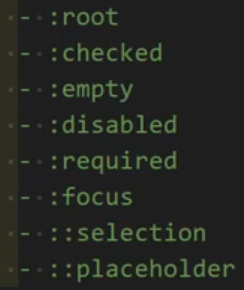 - :root
- :checked
- :empty
- :disabled
- :required
- :focus
- ::selection
- ::placeholder